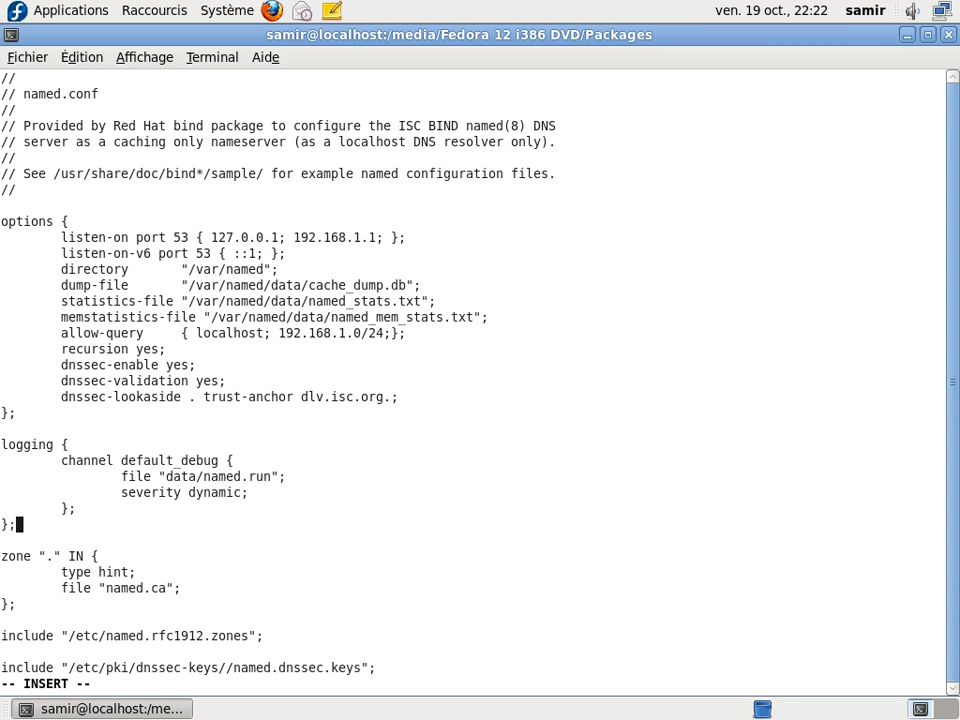 Applications Raccourcis Système ven. 19 oct., 22:22 samir
samir@localhost:/media/Fedora 12 i386 DVD/Packages
Fichier Édition Affichage Terminal Aide
//
// named.conf
//
// Provided by Red Hat bind package to configure the ISC BIND named(8) DNS
// server as a caching only nameserver (as a localhost DNS resolver only).
//
// See /usr/share/doc/bind*/sample/ for example named configuration files.
//
options {
        listen-on port 53 { 127.0.0.1; 192.168.1.1; };
        listen-on-v6 port 53 { ::1; };
        directory       "/var/named";
        dump-file       "/var/named/data/cache_dump.db";
        statistics-file "/var/named/data/named_stats.txt";
        memstatistics-file "/var/named/data/named_mem_stats.txt";
        allow-query     { localhost; 192.168.1.0/24;};
        recursion yes;
        dnssec-enable yes;
        dnssec-validation yes;
        dnssec-lookaside . trust-anchor dlv.isc.org.;
};
logging {
        channel default_debug {
                file "data/named.run";
                severity dynamic;
        };
};
zone "." IN {
        type hint;
        file "named.ca";
};
include "/etc/named.rfc1912.zones";
include "/etc/pki/dnssec-keys//named.dnssec.keys";
-- INSERT --
samir@localhost:/me...